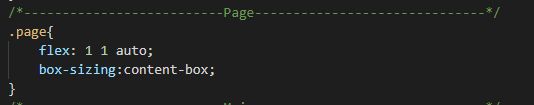 /*-------------------------Page-----------------------------*/
.page{
    flex: 1 1 auto;
    box-sizing:content-box;
}